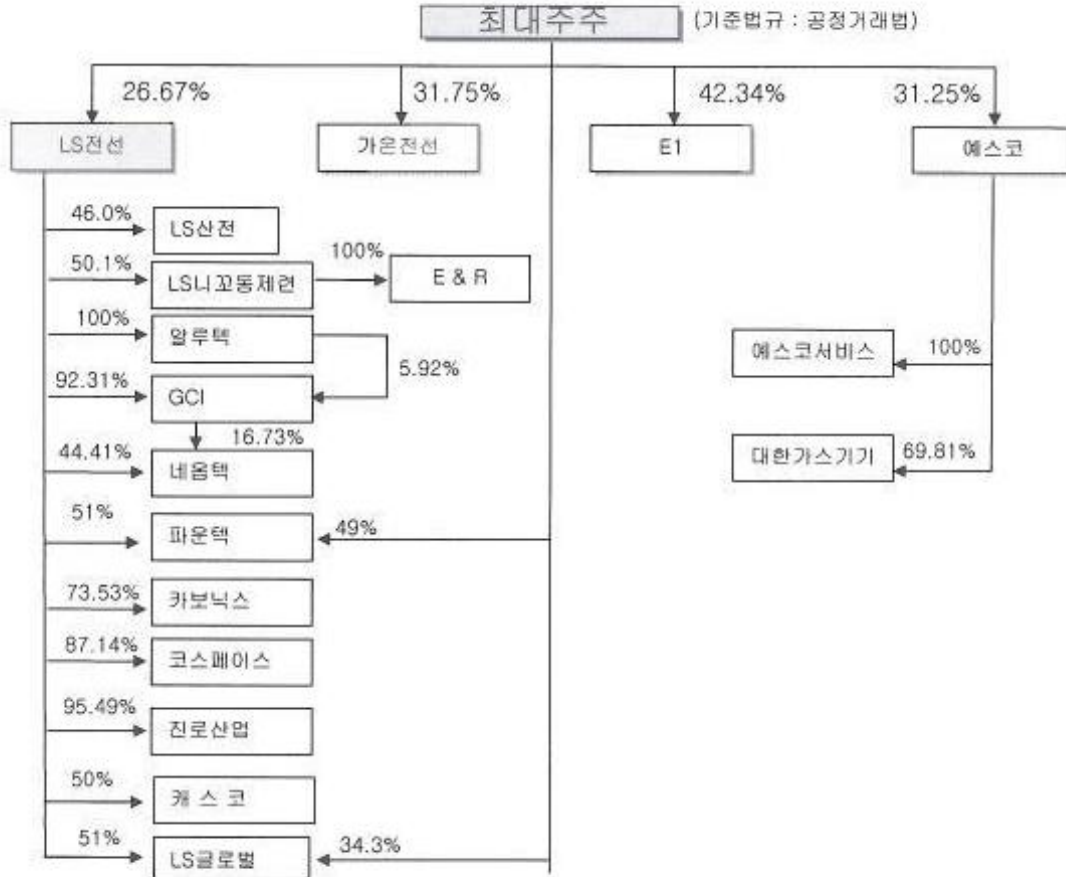 최대주주 (기준법규 : 공정거래법)
26.67% 31.75% 42.34% 31.25%
LS전선 가온전선 E1 예스코
46.0% LS산전
50.1% LS니꼬동제련 100% E & R
100% 알루텍
예스코서비스 100%
5.92%
92.31% GCI
16.73%
44.41% 네옵텍
대한가스기기 69.81%
51% 파운텍 49%
73.53% 카보닉스
87.14% 코스페이스
95.49% 진로산업
50% 캐 스 코
51% LS글로벌 34.3%